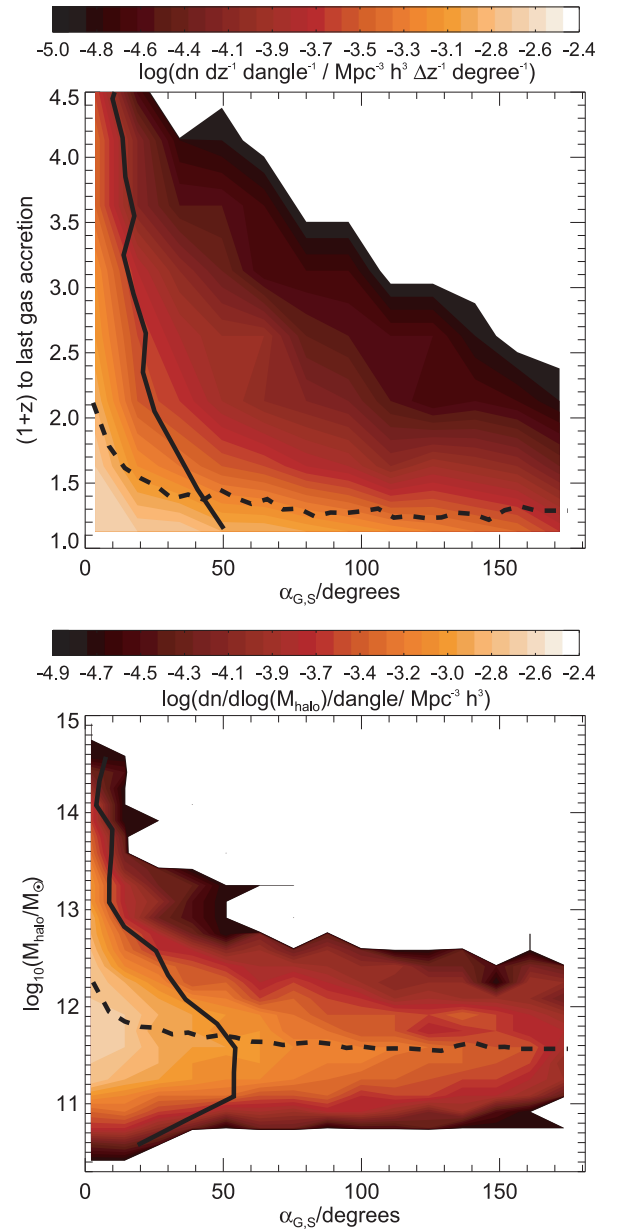 -5.0 -4.8 -4.6 -4.3 -4.1 -3.9 -3.7 -3.5 -3.3 -3.1 -2.8 -2.6 -2.4
log(dn dz⁻¹ dangle⁻¹ / Mpc⁻³ h³ Δz⁻¹ degree⁻¹)
4.5
4.0
3.5
3.0
2.5
2.0
1.5
1.0
(1+z) to last gas accretion
0 50 100 150
α_G,S/degrees
-4.9 -4.7 -4.5 -4.3 -4.1 -3.9 -3.7 -3.4 -3.2 -3.0 -2.8 -2.6 -2.4
log(dn/dlog(M_halo)/dangle/ Mpc⁻³ h³)
15
14
13
12
11
log₁₀(M_halo/M_⊙)
0 50 100 150
α_G,S/degrees